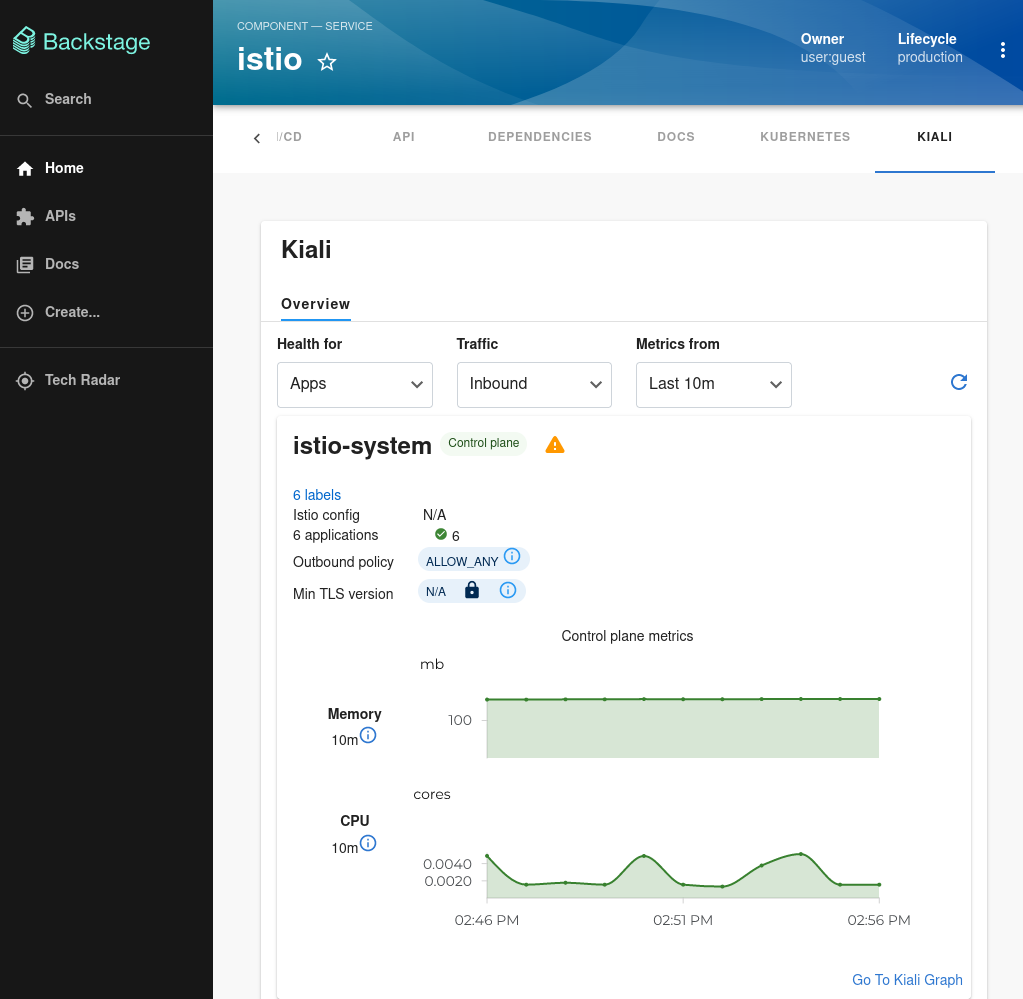 Backstage
Search
Home
APIs
Docs
Create...
Tech Radar
COMPONENT — SERVICE
istio
Owner
user:guest
Lifecycle
production
I/CD
API
DEPENDENCIES
DOCS
KUBERNETES
KIALI
Kiali
Overview
Health for
Traffic
Metrics from
Apps
Inbound
Last 10m
istio-system
Control plane
6 labels
Istio config N/A
6 applications 6
Outbound policy ALLOW_ANY
Min TLS version N/A
Control plane metrics
mb
Memory
10m
100
cores
CPU
10m
0.0040
0.0020
02:46 PM 02:51 PM 02:56 PM
Go To Kiali Graph